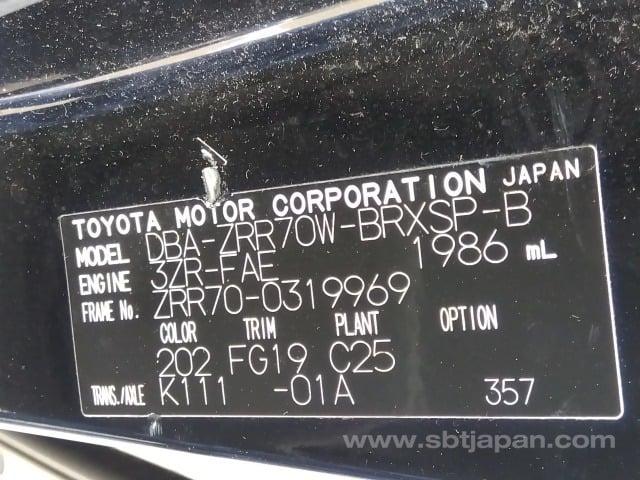 TOYOTA MOTOR CORPORATION JAPAN
MODEL DBA-ZRR70W-BRXSP-B
ENGINE 3ZR-FAE 1986 mL
FRAME No. ZRR70-0319969
COLOR TRIM PLANT OPTION
202 FG19 C25
TRANS./AXLE K111 -01A 357
www.sbtjapan.com